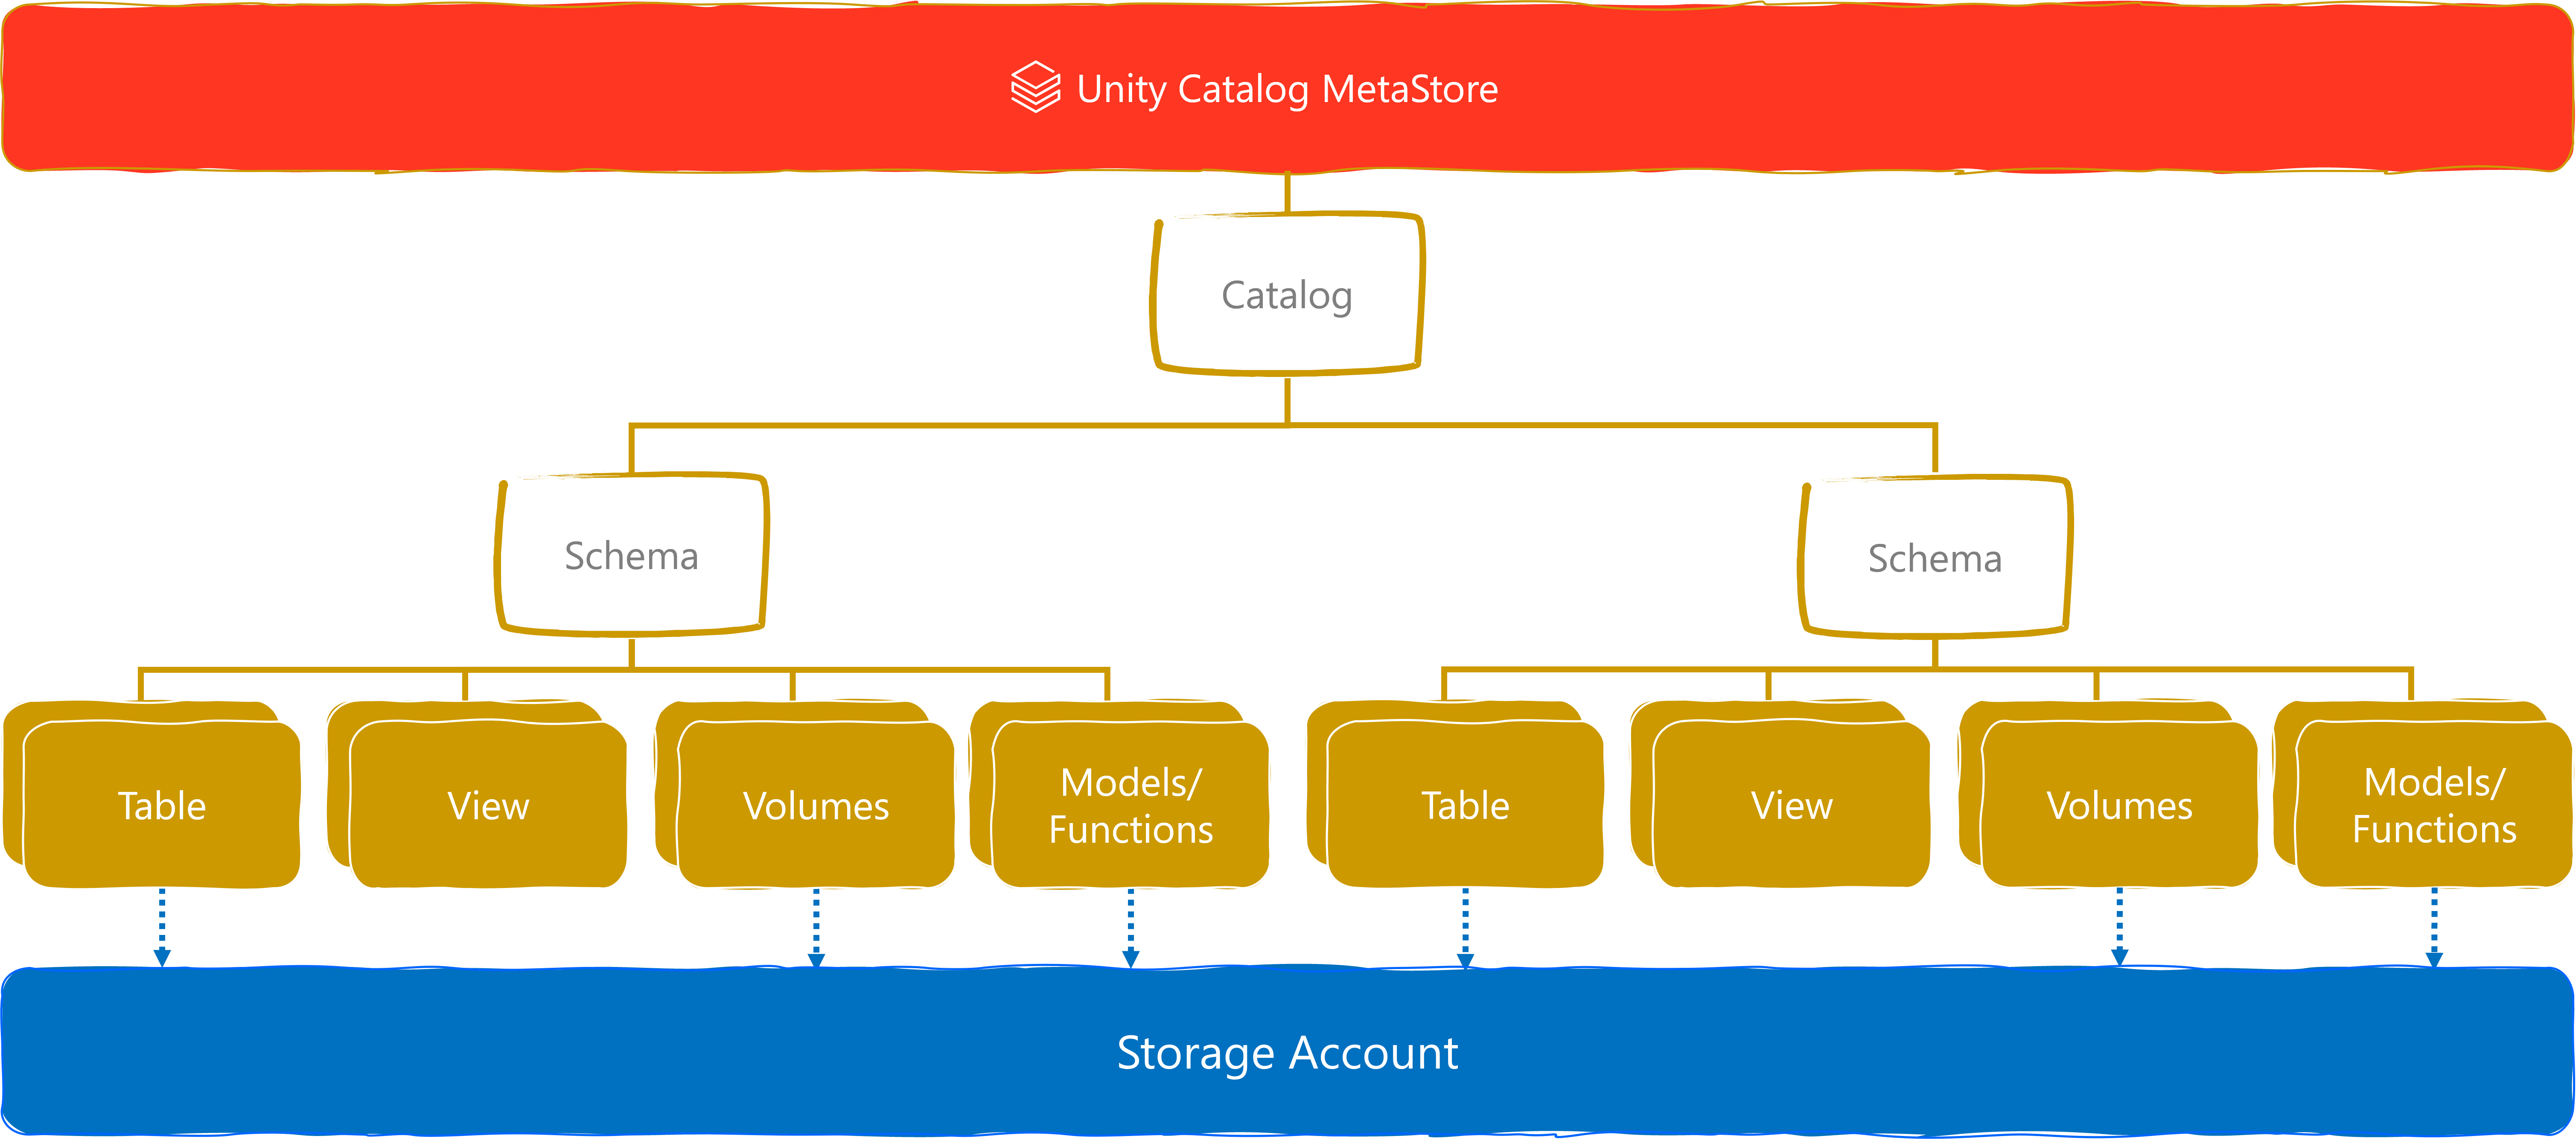 Unity Catalog MetaStore
Catalog
Schema
Schema
Table
View
Volumes
Models/
Functions
Table
View
Volumes
Models/
Functions
Storage Account